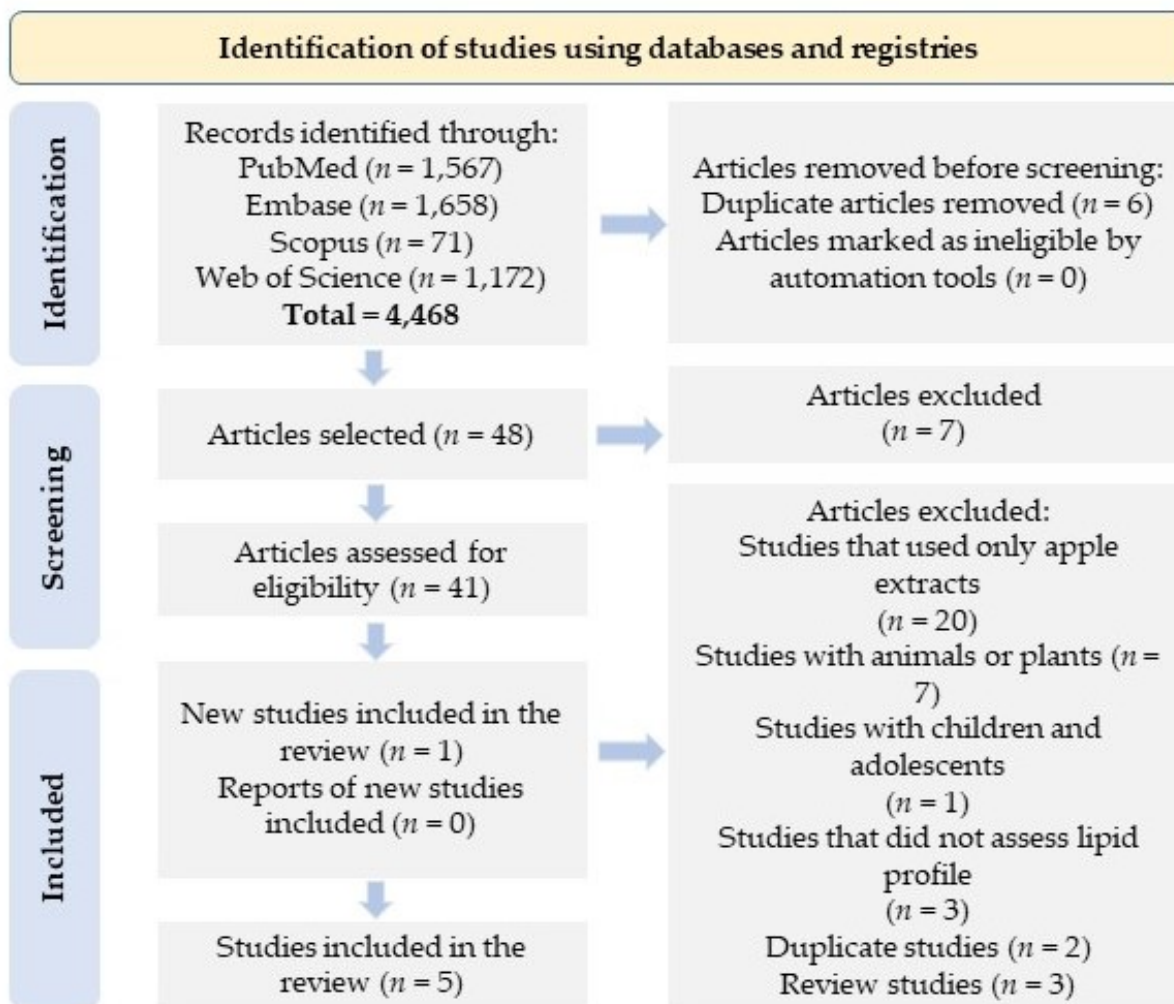 Identification of studies using databases and registries
Identification
Records identified through:
PubMed (n = 1,567)
Embase (n = 1,658)
Scopus (n = 71)
Web of Science (n = 1,172)
Total = 4,468
Articles removed before screening:
Duplicate articles removed (n = 6)
Articles marked as ineligible by
automation tools (n = 0)
Screening
Articles selected (n = 48)
Articles excluded
(n = 7)
Articles assessed for
eligibility (n = 41)
Articles excluded:
Studies that used only apple
extracts
(n = 20)
Studies with animals or plants (n =
7)
Studies with children and
adolescents
(n = 1)
Studies that did not assess lipid
profile
(n = 3)
Duplicate studies (n = 2)
Review studies (n = 3)
Included
New studies included in the
review (n = 1)
Reports of new studies
included (n = 0)
Studies included in the
review (n = 5)